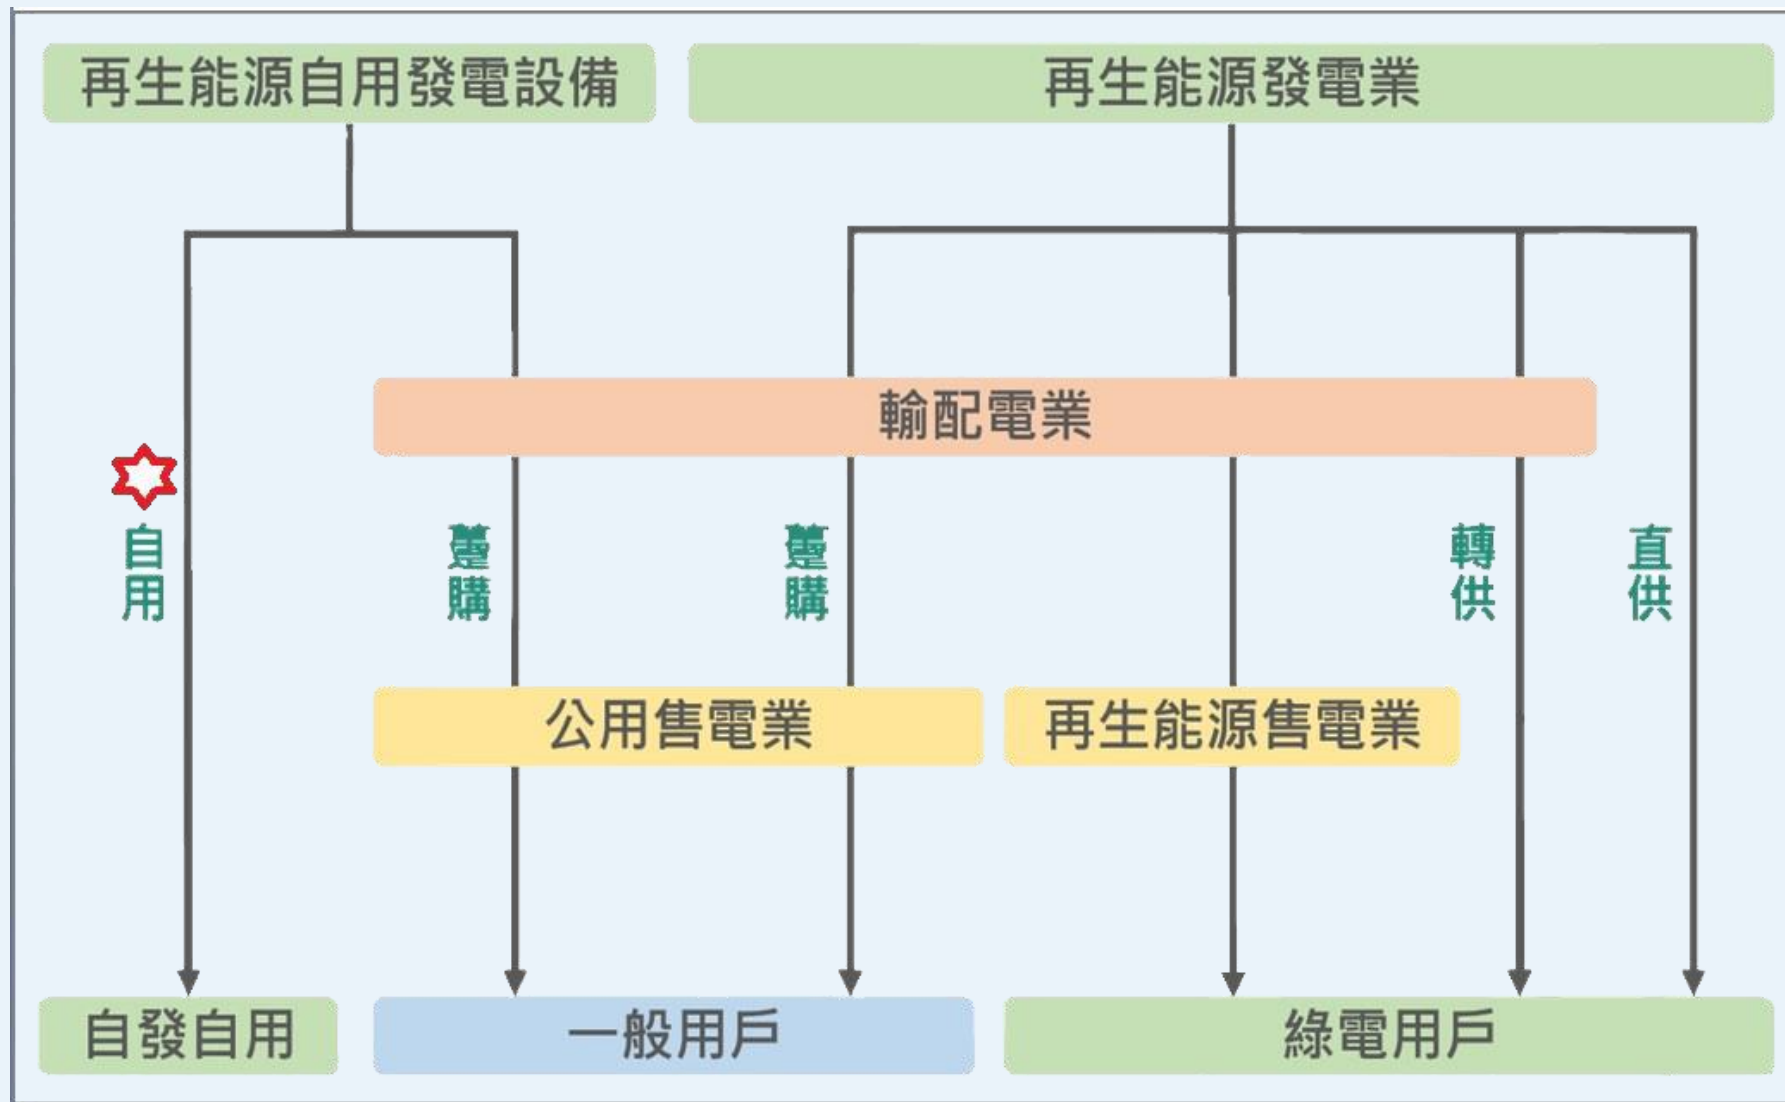 再生能源自用發電設備
再生能源發電業
輸配電業
自用
躉購
躉購
轉供
直供
公用售電業
再生能源售電業
自發自用
一般用戶
綠電用戶